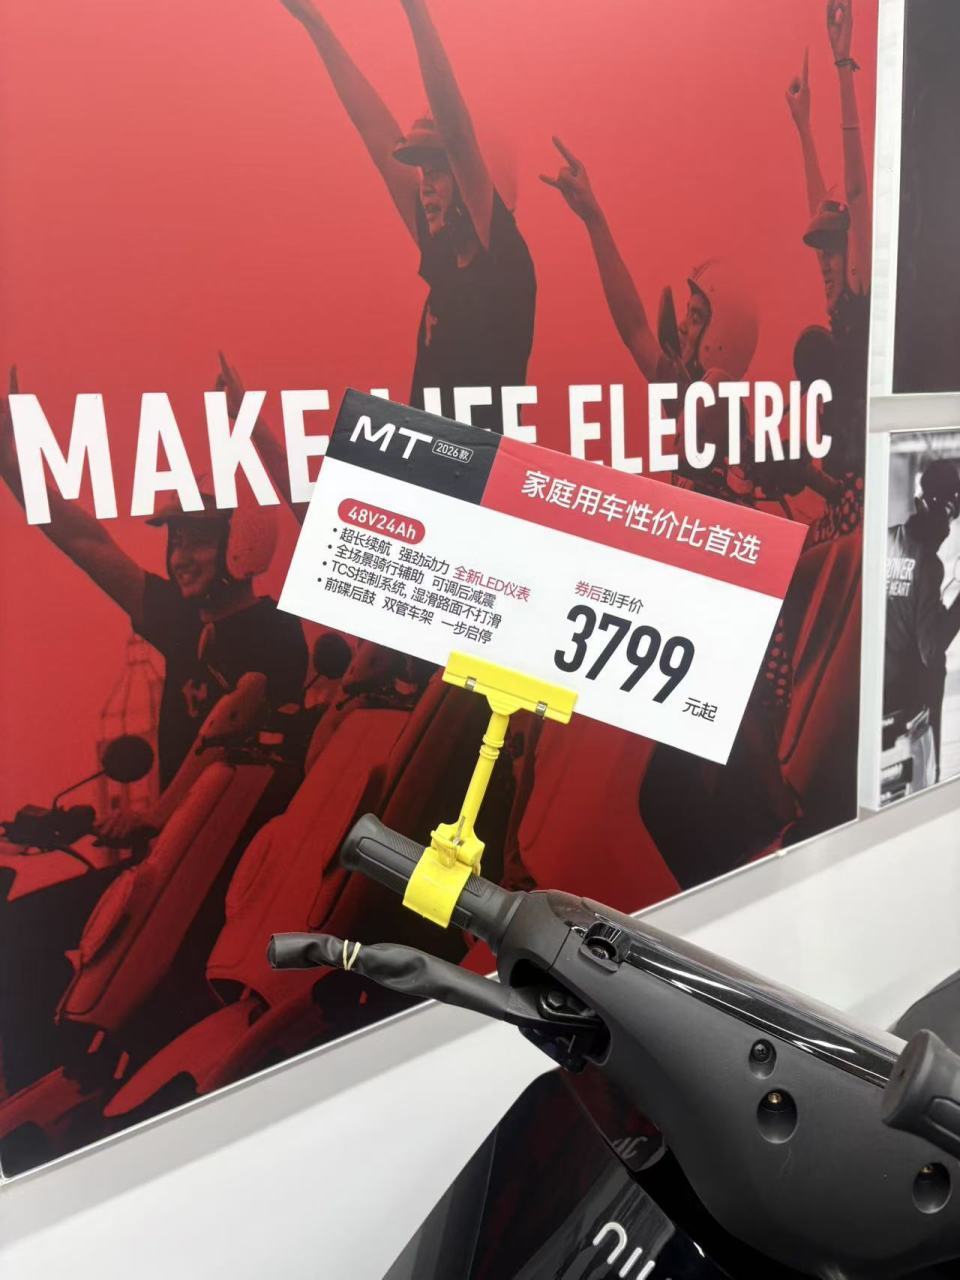 MAKE LIFE ELECTRIC
MT 2026款
家庭用车性价比首选
48V24Ah
• 超长续航 强劲动力 全新LED仪表
• 全场景骑行辅助 可调后减震
• TCS控制系统, 湿滑路面不打滑
• 前碟后鼓 双管车架 一步启停
券后到手价
3799 元起
POWER
HEART
niu